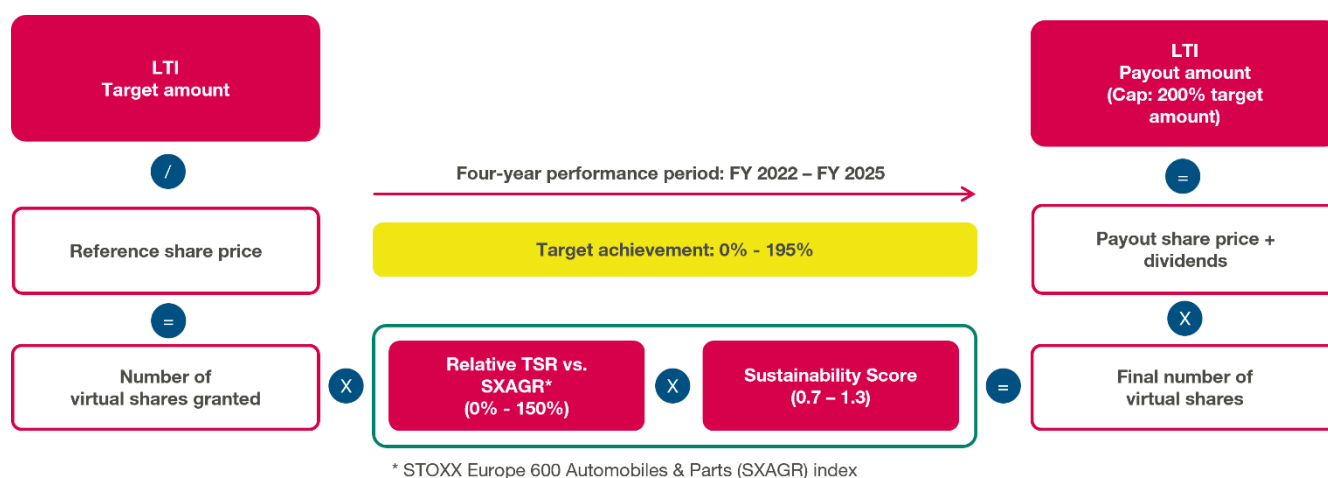 LTI
Target amount
/
Reference share price
=
Number of
virtual shares granted
X
Four-year performance period: FY 2022 – FY 2025
Target achievement: 0% - 195%
Relative TSR vs.
SXAGR*
(0% - 150%)
X
Sustainability Score
(0.7 – 1.3)
* STOXX Europe 600 Automobiles & Parts (SXAGR) index
=
LTI
Payout amount
(Cap: 200% target
amount)
=
Payout share price +
dividends
X
Final number of
virtual shares